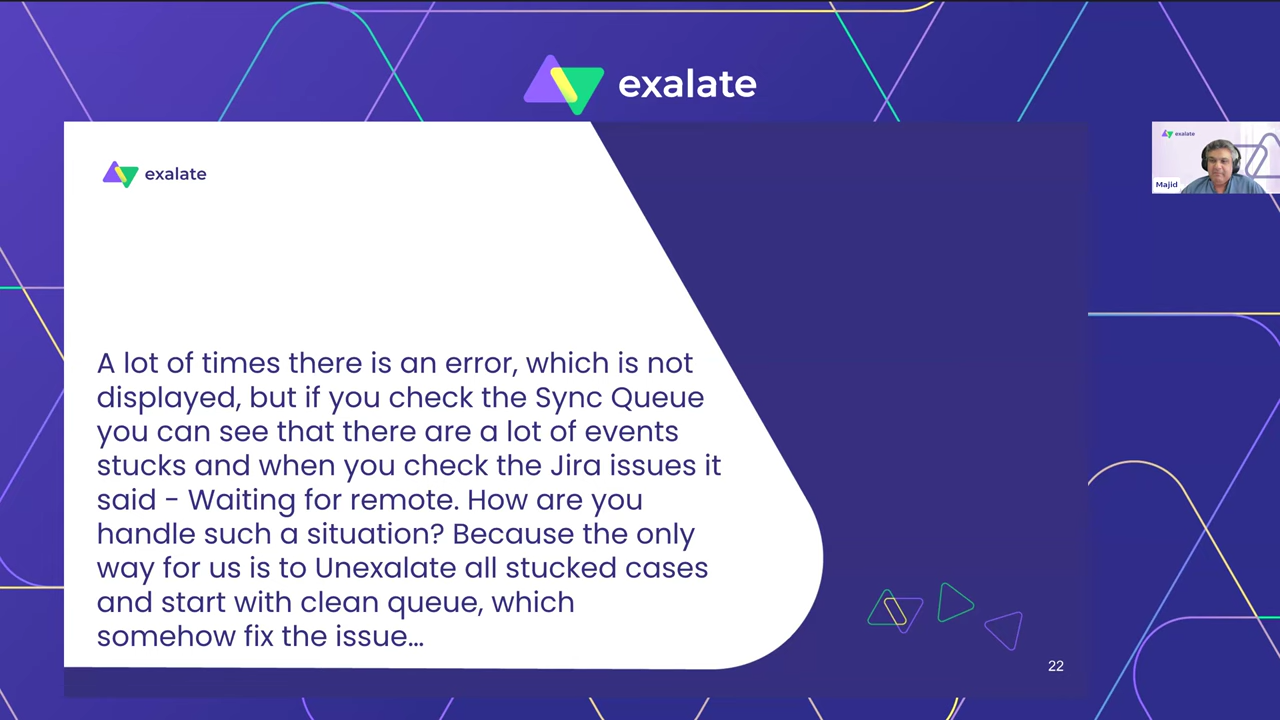 exalate
exalate
exalate
Majid
A lot of times there is an error, which is not
displayed, but if you check the Sync Queue
you can see that there are a lot of events
stucks and when you check the Jira issues it
said - Waiting for remote. How are you
handle such a situation? Because the only
way for us is to Unexalate all stucked cases
and start with clean queue, which
somehow fix the issue...
22